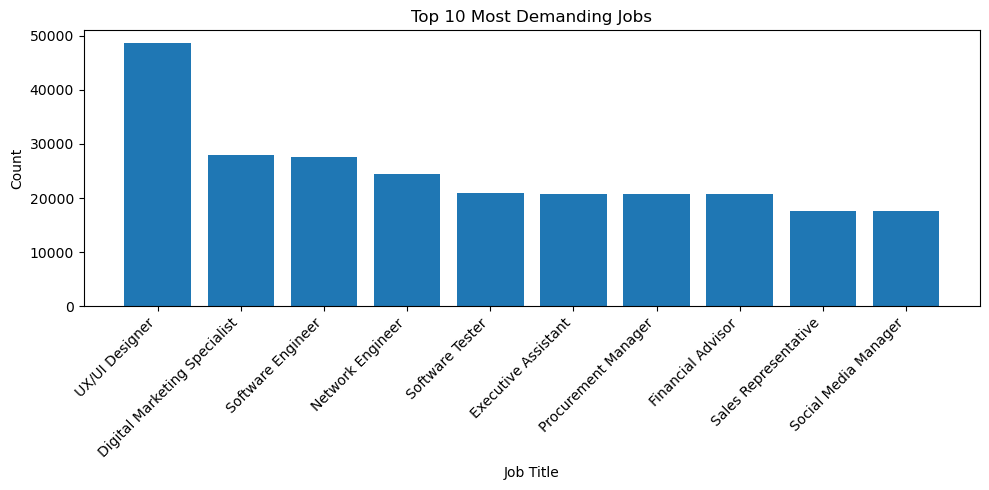 Top 10 Most Demanding Jobs
Count
50000
40000
30000
20000
10000
0
UX/UI Designer
Digital Marketing Specialist
Software Engineer
Network Engineer
Software Tester
Executive Assistant
Procurement Manager
Financial Advisor
Sales Representative
Social Media Manager
Job Title